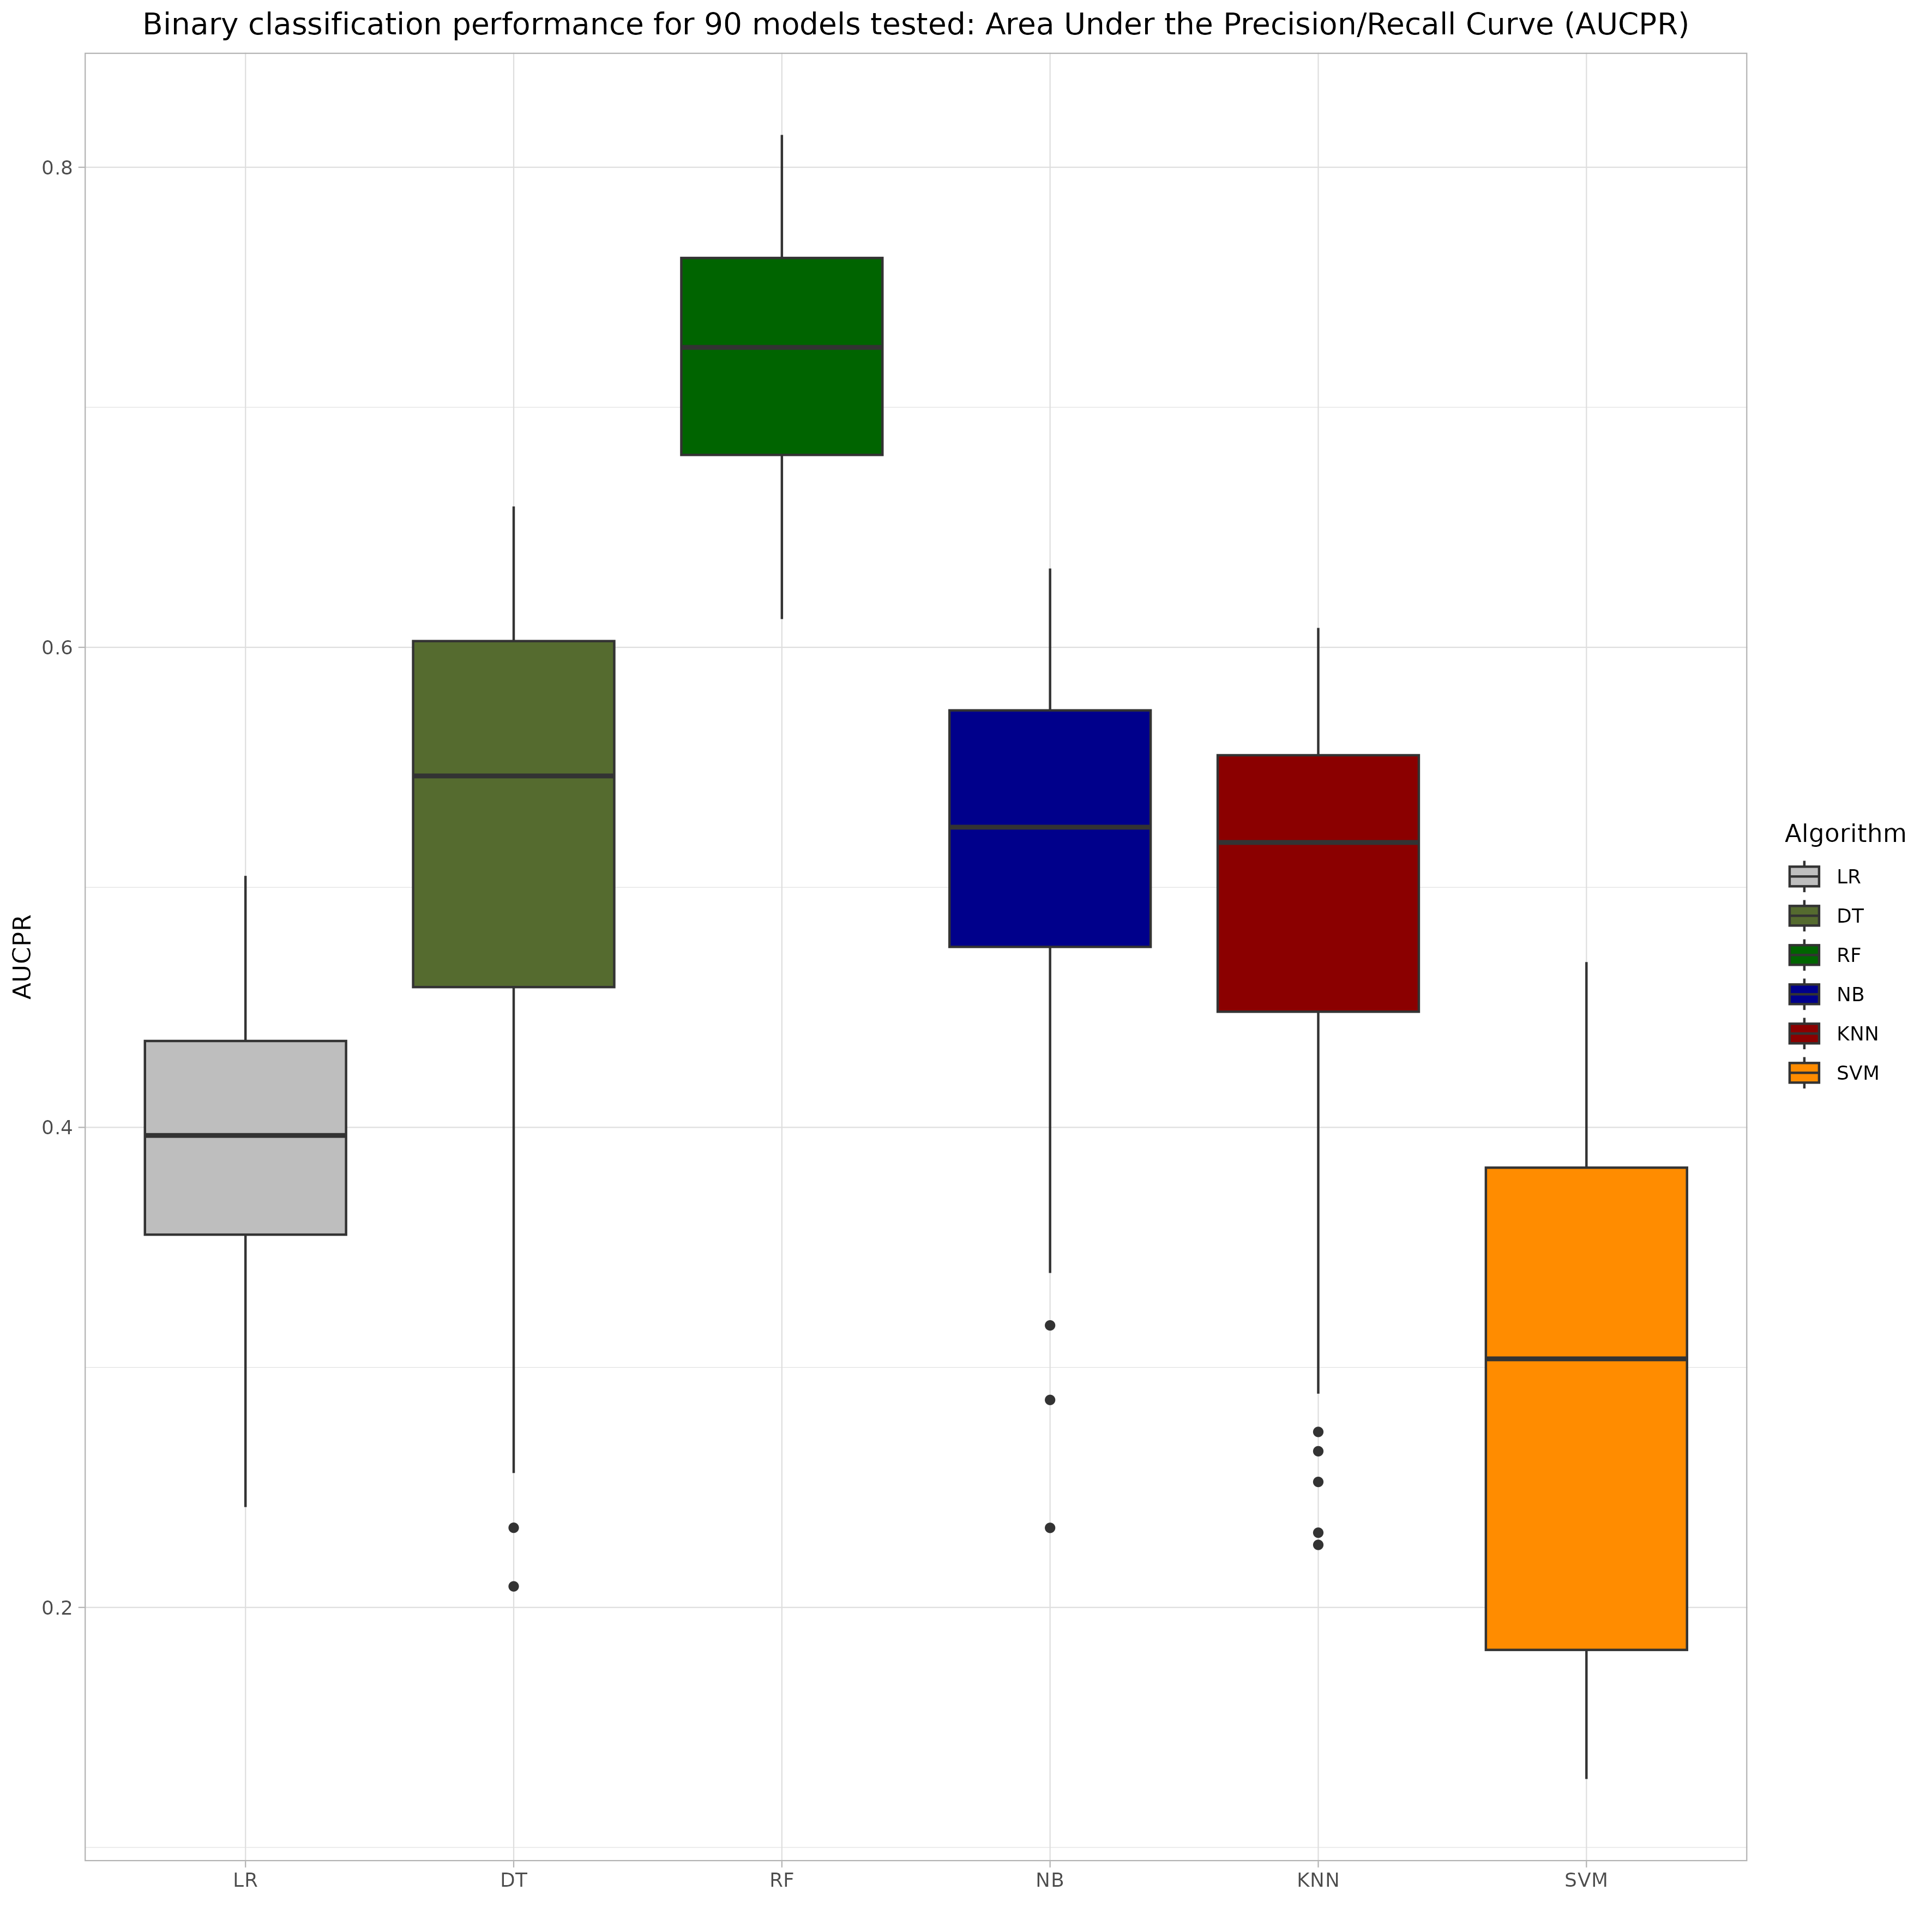 Binary classification performance for 90 models tested: Area Under the Precision/Recall Curve (AUCPR)
AUCPR
0.8
0.6
0.4
0.2
LR
DT
RF
NB
KNN
SVM
Algorithm
LR
DT
RF
NB
KNN
SVM